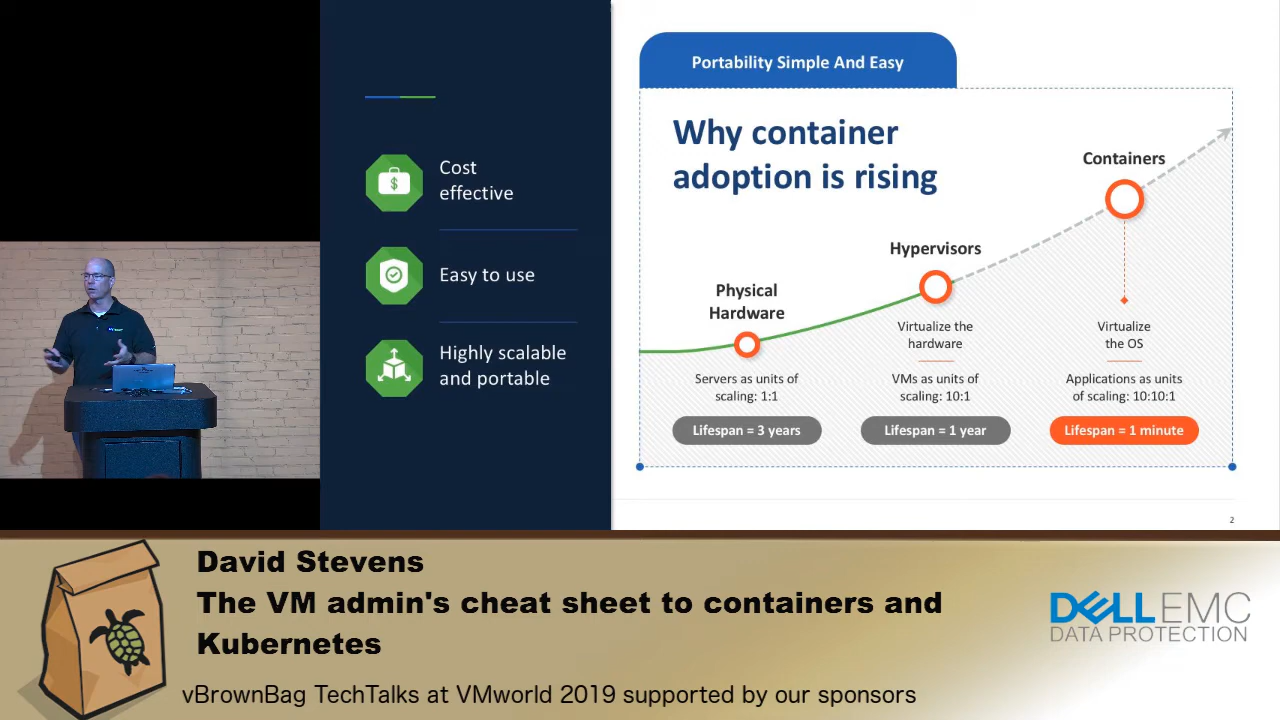 Cost
effective
Easy to use
Highly scalable
and portable
Portability Simple And Easy
Why container
adoption is rising
Physical
Hardware
Servers as units of
scaling: 1:1
Lifespan = 3 years
Hypervisors
Virtualize the
hardware
VMs as units of
scaling: 10:1
Lifespan = 1 year
Containers
Virtualize
the OS
Applications as units
of scaling: 10:10:1
Lifespan = 1 minute
2
David Stevens
The VM admin's cheat sheet to containers and
Kubernetes
vBrownBag TechTalks at VMworld 2019 supported by our sponsors
DELL EMC
DATA PROTECTION